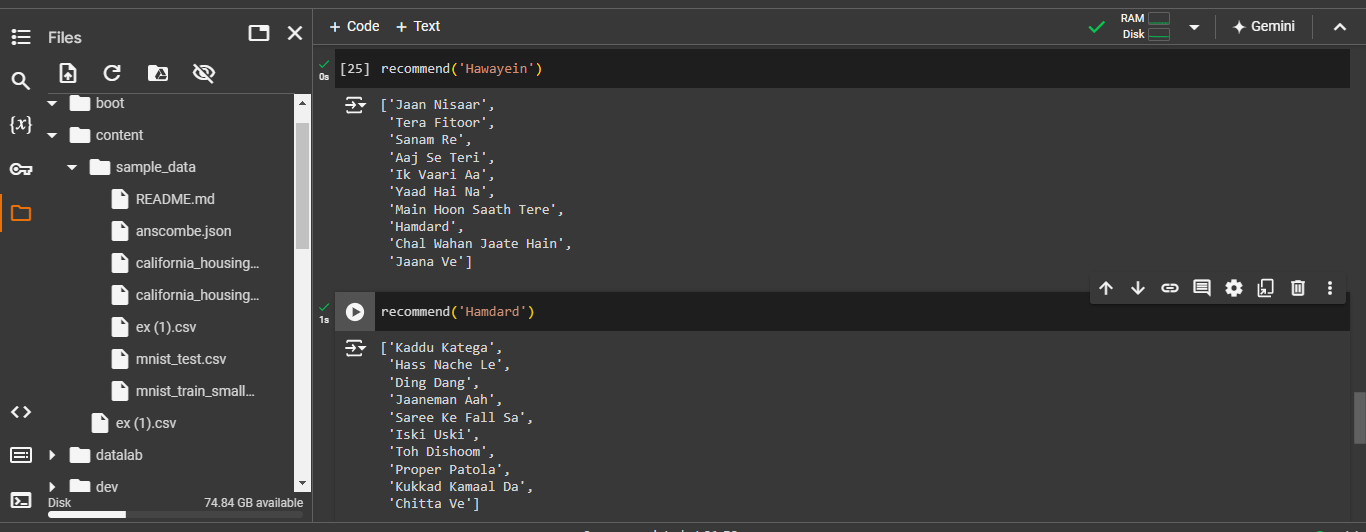 Files
boot
content
sample_data
README.md
anscombe.json
california_housing...
california_housing...
ex (1).csv
mnist_test.csv
mnist_train_small...
ex (1).csv
datalab
dev
Disk 74.84 GB available
{x}
+ Code + Text
RAM
Disk
Gemini
0s
[25] recommend('Hawayein')
['Jaan Nisaar',
'Tera Fitoor',
'Sanam Re',
'Aaj Se Teri',
'Ik Vaari Aa',
'Yaad Hai Na',
'Main Hoon Saath Tere',
'Hamdard',
'Chal Wahan Jaate Hain',
'Jaana Ve']
1s
recommend('Hamdard')
['Kaddu Katega',
'Hass Nache Le',
'Ding Dang',
'Jaaneman Aah',
'Saree Ke Fall Sa',
'Iski Uski',
'Toh Dishoom',
'Proper Patola',
'Kukkad Kamaal Da',
'Chitta Ve']